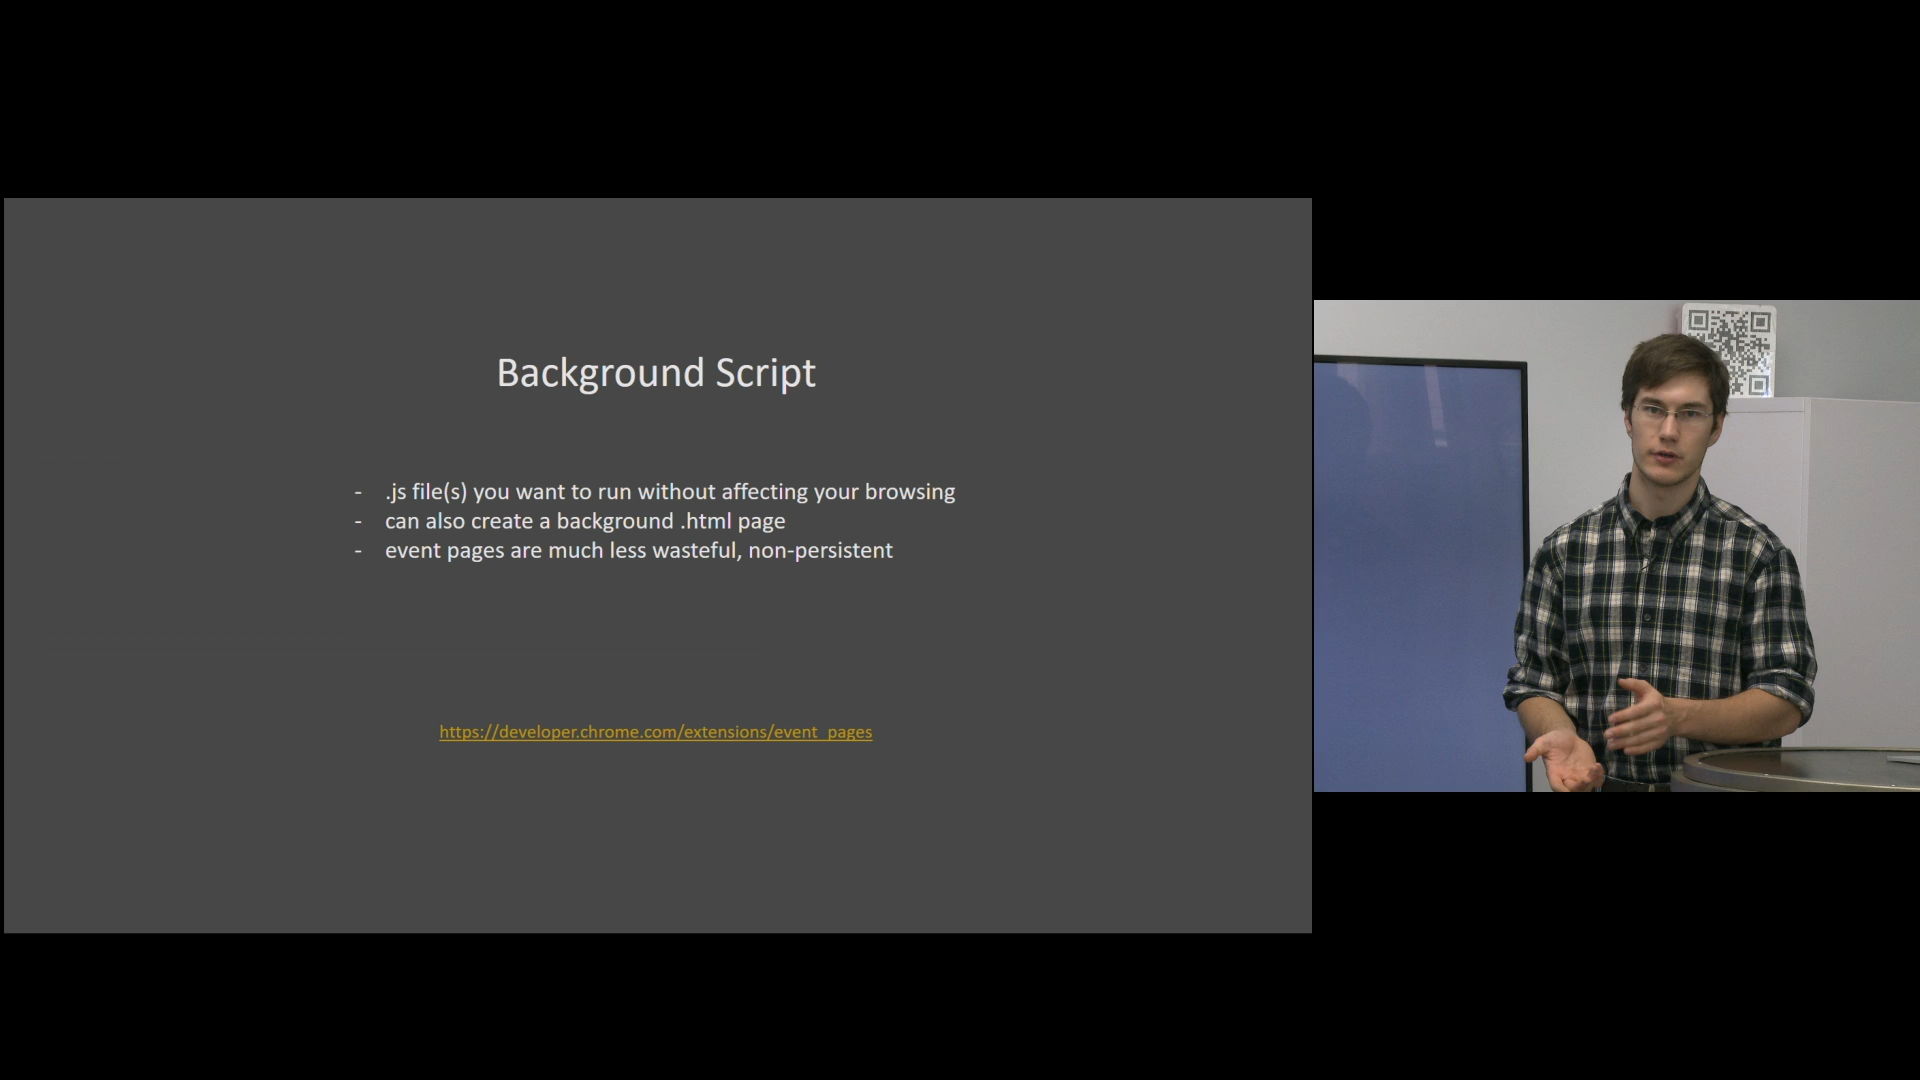 Background Script
- .js file(s) you want to run without affecting your browsing
- can also create a background .html page
- event pages are much less wasteful, non-persistent
https://developer.chrome.com/extensions/event_pages